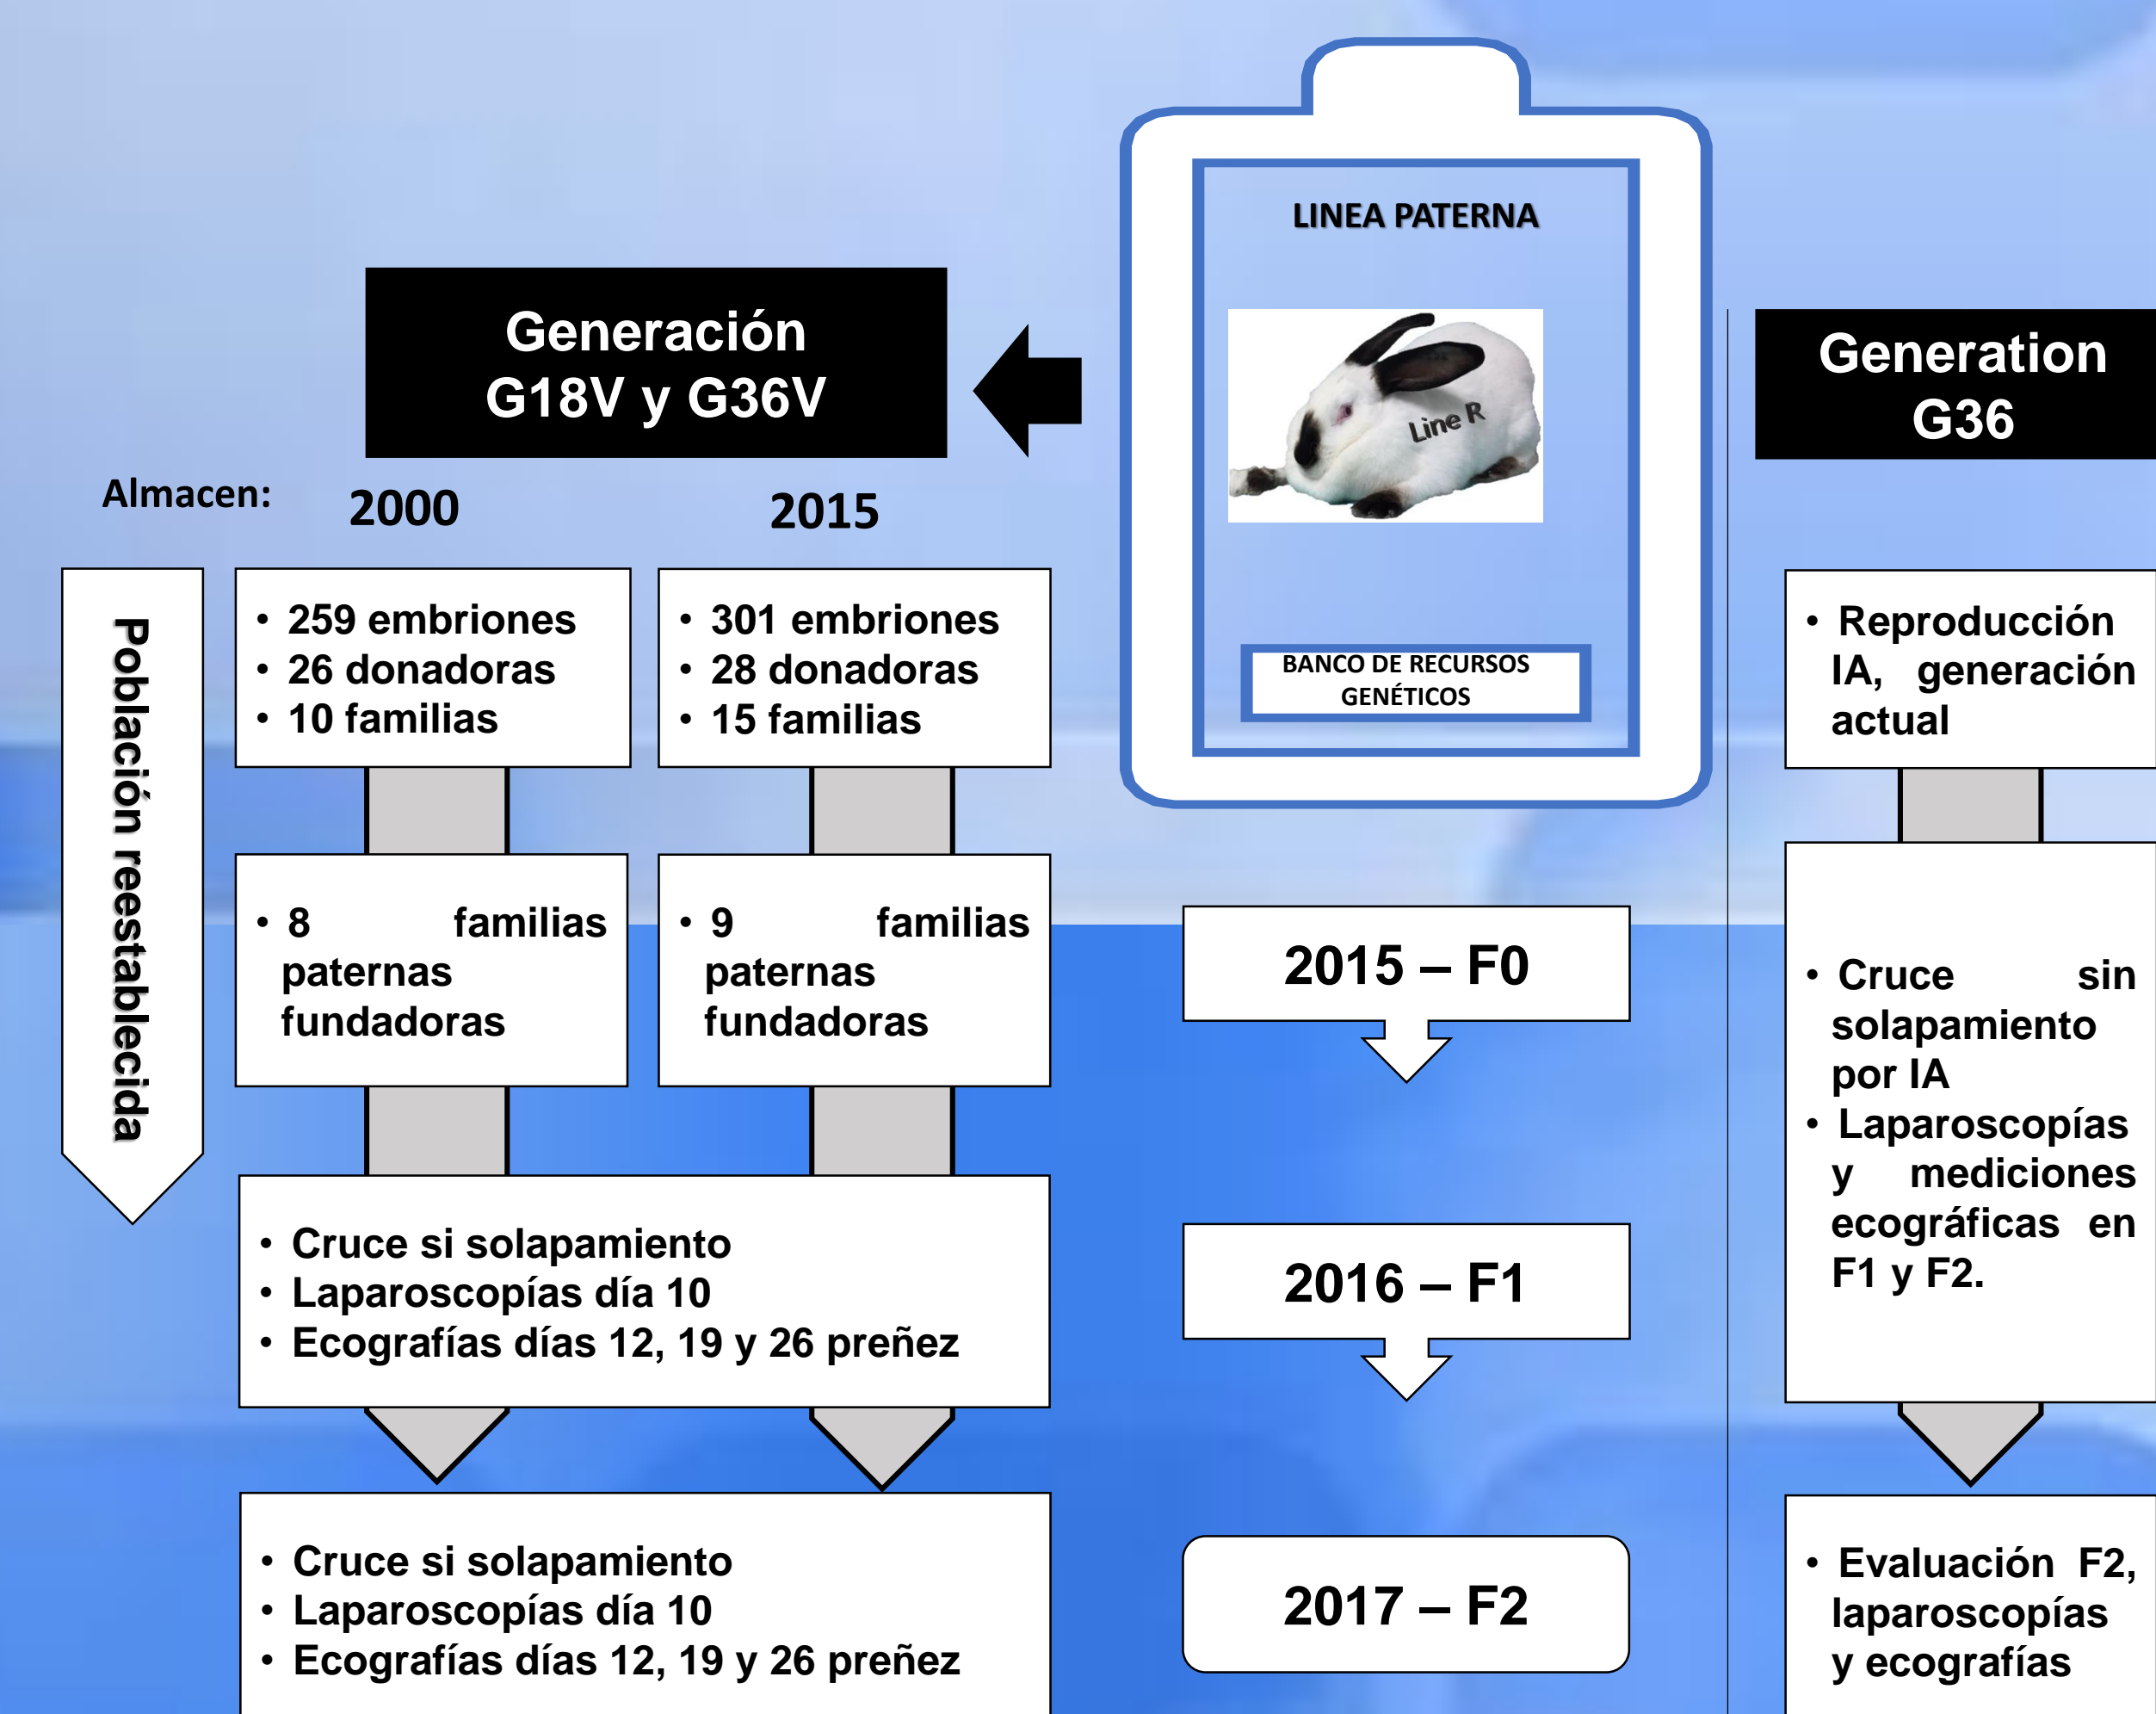 LINEA PATERNA
Line R
BANCO DE RECURSOS
GENÉTICOS
Generación
G18V y G36V
Almacen:
2000
2015
Población reestablecida
• 259 embriones
• 26 donadoras
• 10 familias
• 301 embriones
• 28 donadoras
• 15 familias
• 8 familias
paternas
fundadoras
• 9 familias
paternas
fundadoras
• Cruce si solapamiento
• Laparoscopías día 10
• Ecografías días 12, 19 y 26 preñez
• Cruce si solapamiento
• Laparoscopías día 10
• Ecografías días 12, 19 y 26 preñez
2015 – F0
2016 – F1
2017 – F2
Generation
G36
• Reproducción
IA, generación
actual
• Cruce sin
solapamiento
por IA
• Laparoscopías
y mediciones
ecográficas en
F1 y F2.
• Evaluación F2,
laparoscopías
y ecografías